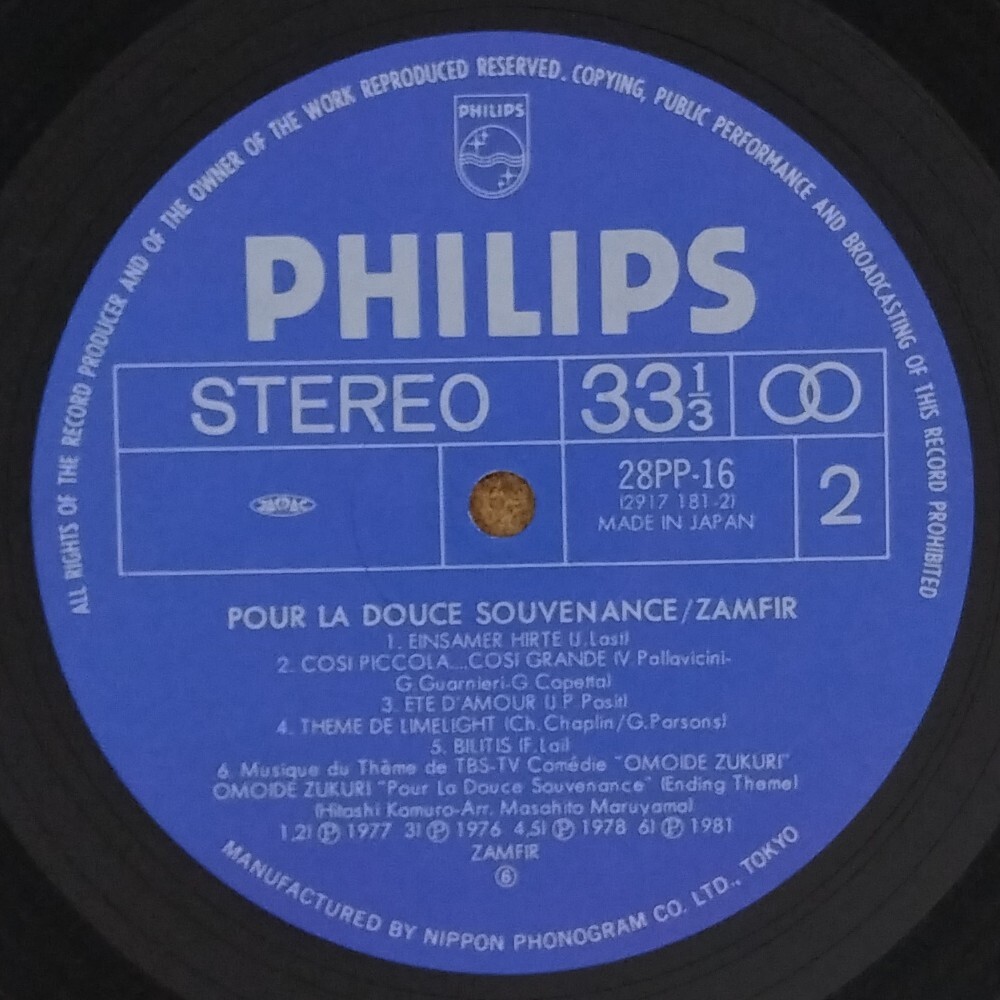 ALL RIGHTS OF THE RECORD PRODUCER AND OF THE OWNER OF THE WORK REPRODUCED RESERVED. COPYING, PUBLIC PERFORMANCE AND BROADCASTING OF THIS RECORD PROHIBITED
PHILIPS
PHILIPS
STEREO 33 1/3
28PP-16
(2917 181-2)
MADE IN JAPAN
2
JASRAC
POUR LA DOUCE SOUVENANCE/ZAMFIR
1. EINSAMER HIRTE (J.Last)
2. COSI PICCOLA...COSI GRANDE (V.Pallavicini-
G.Guarnieri-G.Copetta)
3. ETE D'AMOUR (J.P.Posit)
4. THEME DE LIMELIGHT (Ch.Chaplin/G.Parsons)
5. BILITIS (F.Lai)
6. Musique du Thème de TBS-TV Comédie "OMOIDE ZUKURI"
OMOIDE ZUKURI "Pour La Douce Souvenance" (Ending Theme)
(Hitoshi Komuro-Arr. Masahito Maruyama)
1,2) Ⓟ 1977 3) Ⓟ 1976 4,5) Ⓟ 1978 6) Ⓟ 1981
ZAMFIR
⑥
MANUFACTURED BY NIPPON PHONOGRAM CO. LTD., TOKYO